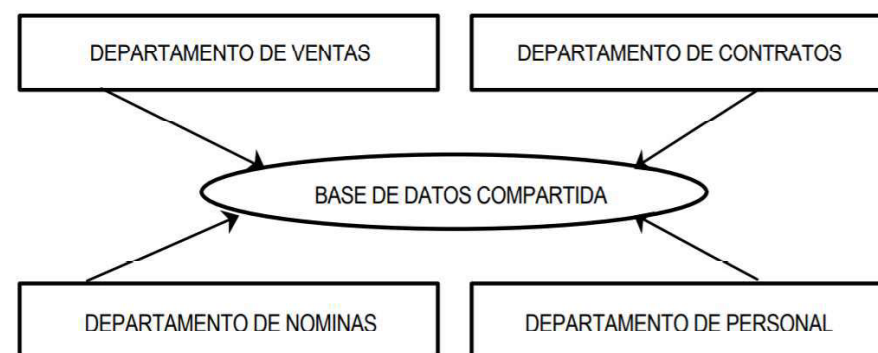 DEPARTAMENTO DE VENTAS
DEPARTAMENTO DE CONTRATOS
BASE DE DATOS COMPARTIDA
DEPARTAMENTO DE NOMINAS
DEPARTAMENTO DE PERSONAL